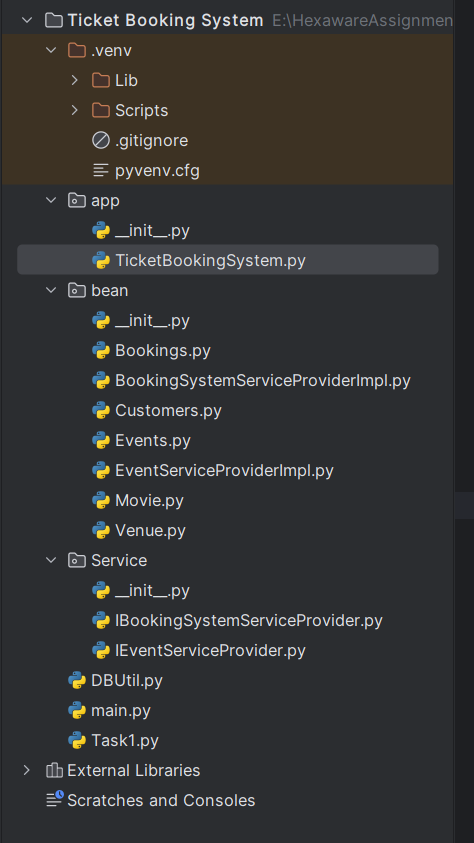 Ticket Booking System E:\HexawareAssignmen
.venv
Lib
Scripts
.gitignore
pyvenv.cfg
app
__init__.py
TicketBookingSystem.py
bean
__init__.py
Bookings.py
BookingSystemServiceProviderImpl.py
Customers.py
Events.py
EventServiceProviderImpl.py
Movie.py
Venue.py
Service
__init__.py
IBookingSystemServiceProvider.py
IEventServiceProvider.py
DBUtil.py
main.py
Task1.py
External Libraries
Scratches and Consoles